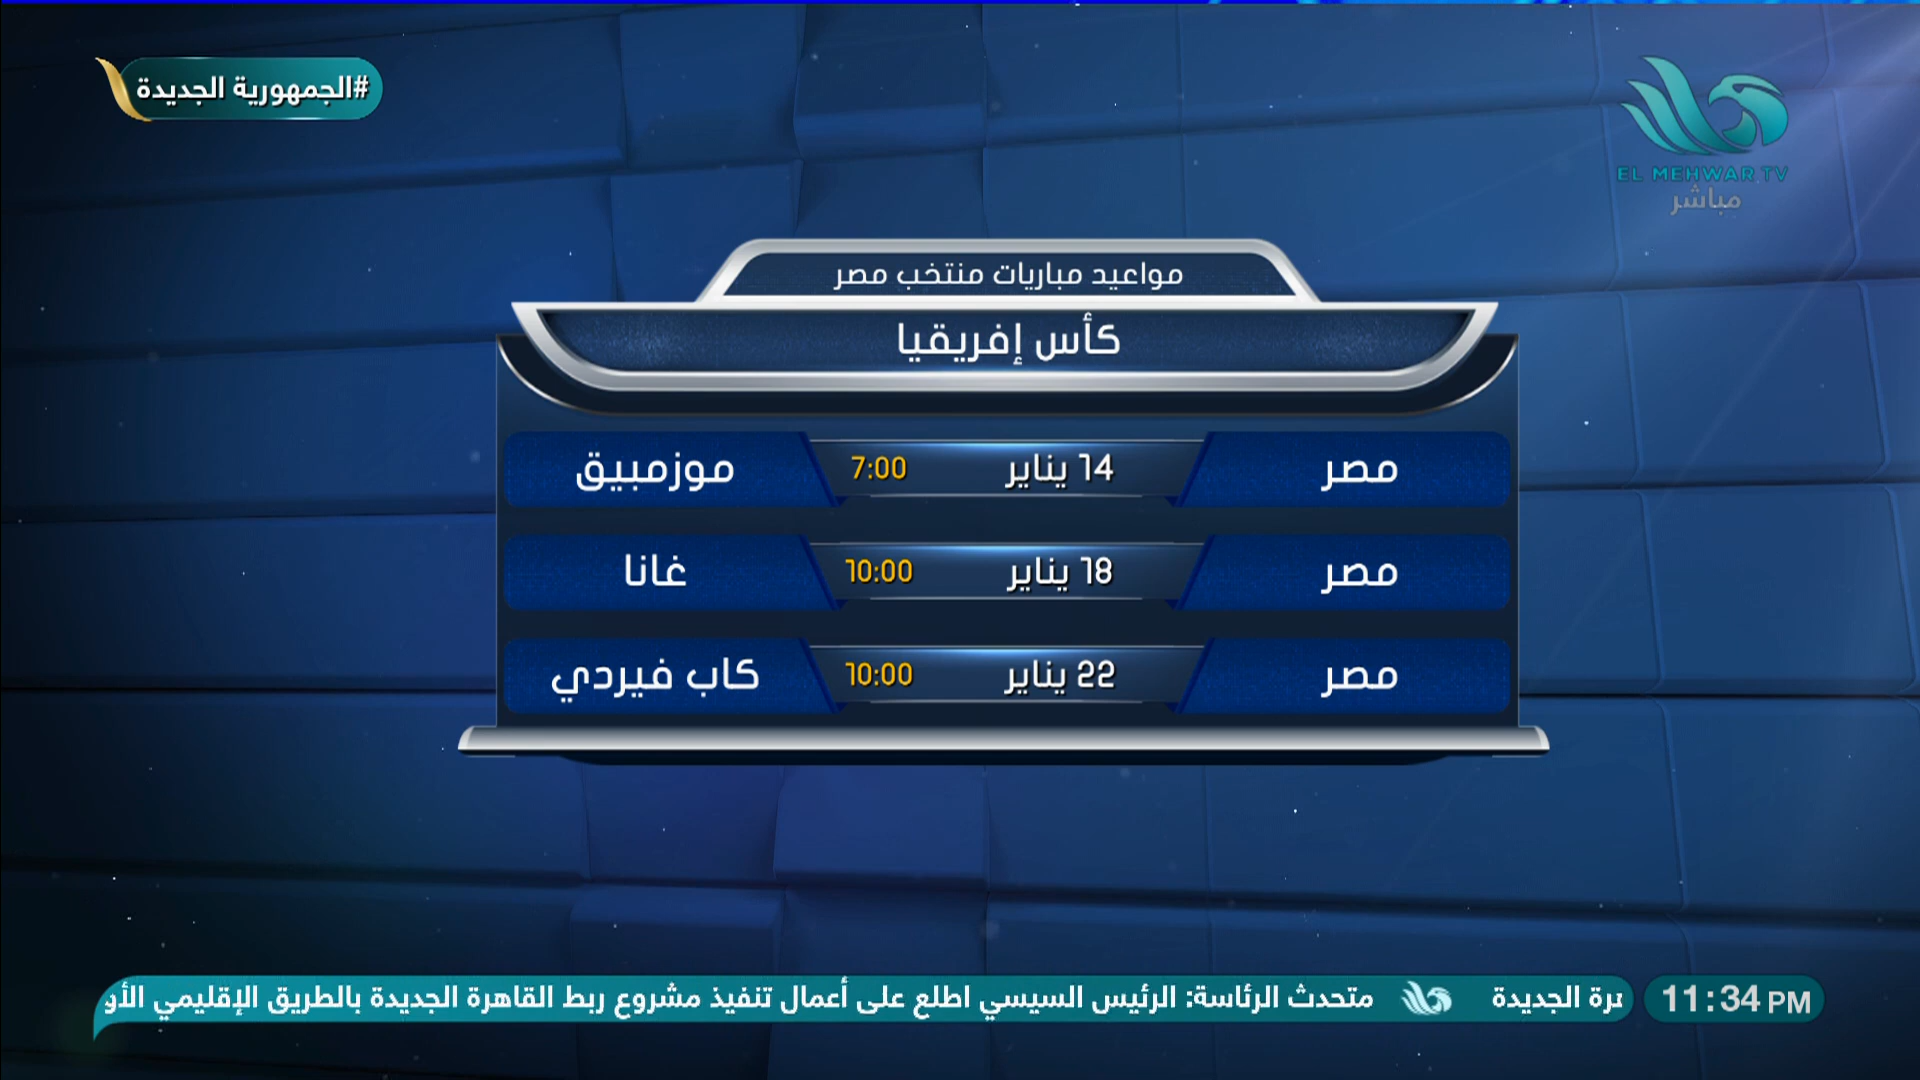 #الجمهورية الجديدة
EL MEHWAR TV
مباشر
مواعيد مباريات منتخب مصر
كأس إفريقيا
مصر 14 يناير 7:00 موزمبيق
مصر 18 يناير 10:00 غانا
مصر 22 يناير 10:00 كاب فيردي
11:34 PM
الجديدة متحدث الرئاسة: الرئيس السيسي اطلع على أعمال تنفيذ مشروع ربط القاهرة الجديدة بالطريق الإقليمي